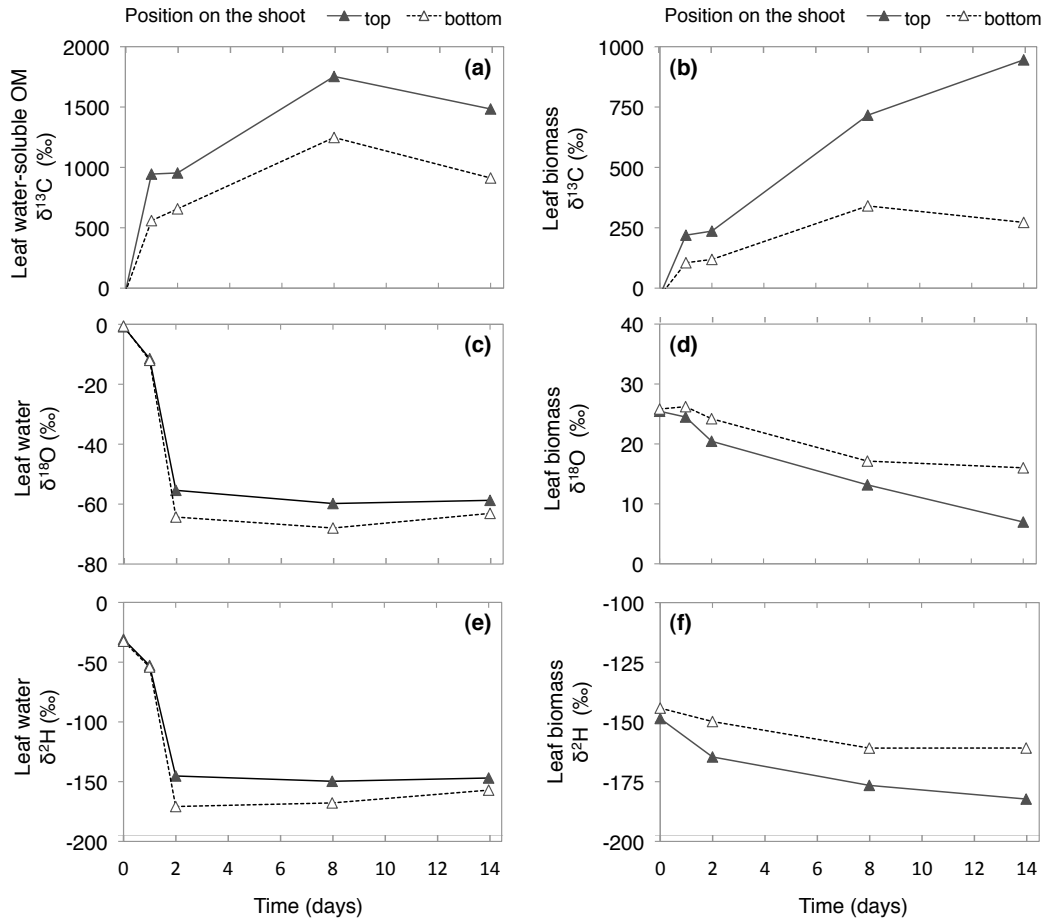 Position on the shoot top bottom
Position on the shoot top bottom
(a)
Leaf water-soluble OM
δ¹³C (‰)
2000
1500
1000
500
0
(b)
Leaf biomass
δ¹³C (‰)
1000
750
500
250
0
(c)
Leaf water
δ¹⁸O (‰)
0
-20
-40
-60
-80
(d)
Leaf biomass
δ¹⁸O (‰)
40
30
20
10
0
(e)
Leaf water
δ²H (‰)
0
-50
-100
-150
-200
0 2 4 6 8 10 12 14
Time (days)
(f)
Leaf biomass
δ²H (‰)
-100
-125
-150
-175
-200
0 2 4 6 8 10 12 14
Time (days)